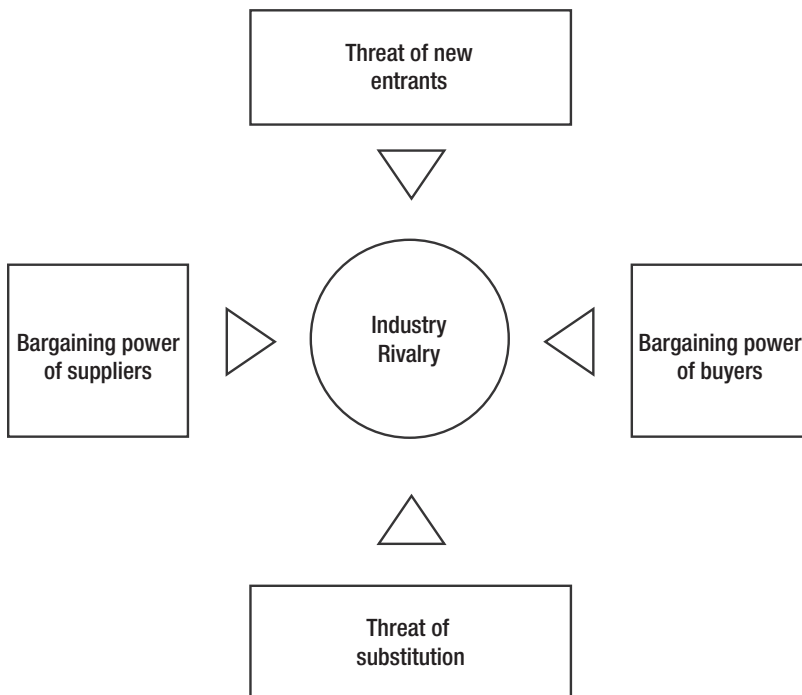 Threat of new
entrants
Bargaining power
of suppliers
Industry
Rivalry
Bargaining power
of buyers
Threat of
substitution